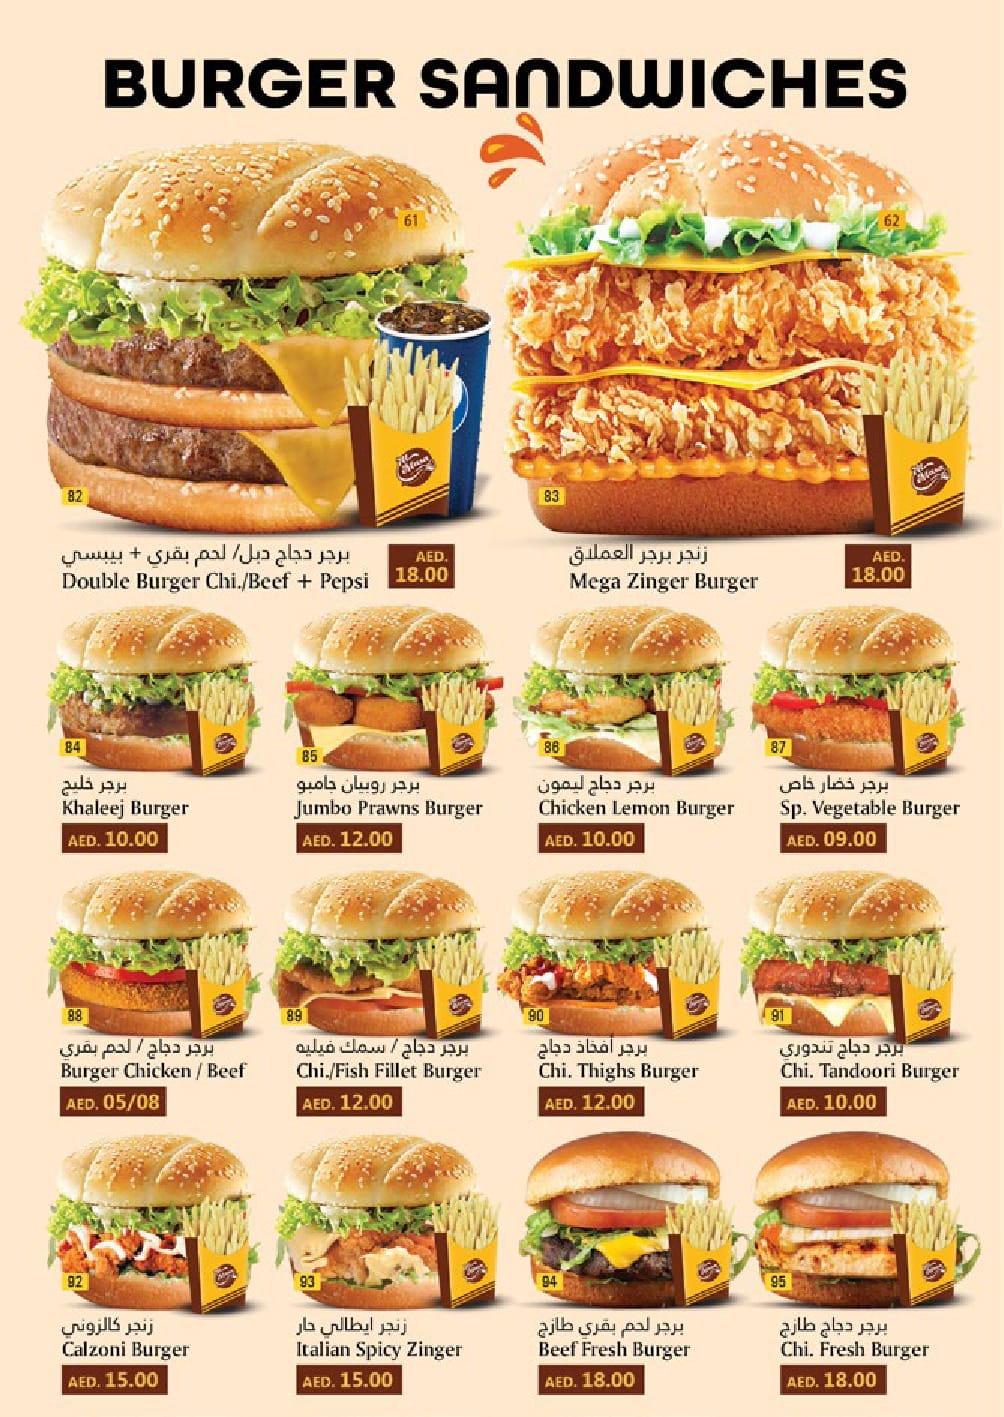 BURGER SANDWICHES
61
62
82
83
برجر دجاج دبل/ لحم بقري + بيبسي
Double Burger Chi./Beef + Pepsi
AED.
18.00
زنجر برجر العملاق
Mega Zinger Burger
AED.
18.00
84
85
86
87
برجر خليج
Khaleej Burger
AED. 10.00
برجر روبيان جامبو
Jumbo Prawns Burger
AED. 12.00
برجر دجاج ليمون
Chicken Lemon Burger
AED. 10.00
برجر خضار خاص
Sp. Vegetable Burger
AED. 09.00
88
89
90
91
برجر دجاج / لحم بقري
Burger Chicken / Beef
AED. 05/08
برجر دجاج / سمك فيليه
Chi./Fish Fillet Burger
AED. 12.00
برجر أفخاذ دجاج
Chi. Thighs Burger
AED. 12.00
برجر دجاج تندوري
Chi. Tandoori Burger
AED. 10.00
92
93
94
95
زنجر كالزوني
Calzoni Burger
AED. 15.00
زنجر ايطالي حار
Italian Spicy Zinger
AED. 15.00
برجر لحم بقري طازج
Beef Fresh Burger
AED. 18.00
برجر دجاج طازج
Chi. Fresh Burger
AED. 18.00